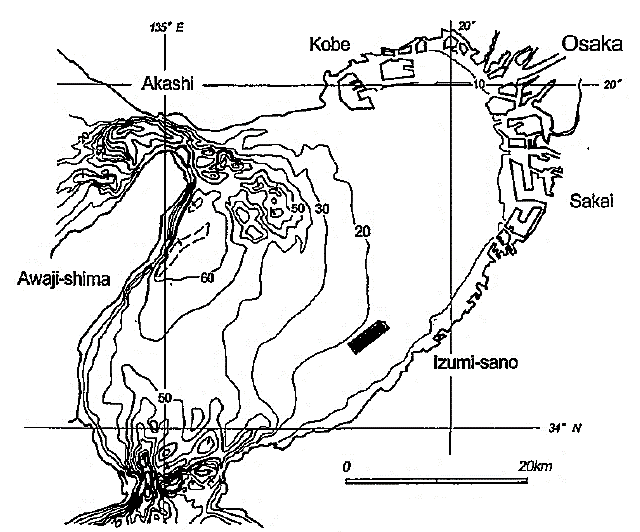 135° E
20"
Kobe
Osaka
Akashi
10
20"
50
30
20
Sakai
Awaji-shima
60
Izumi-sano
50
34° N
0
20km